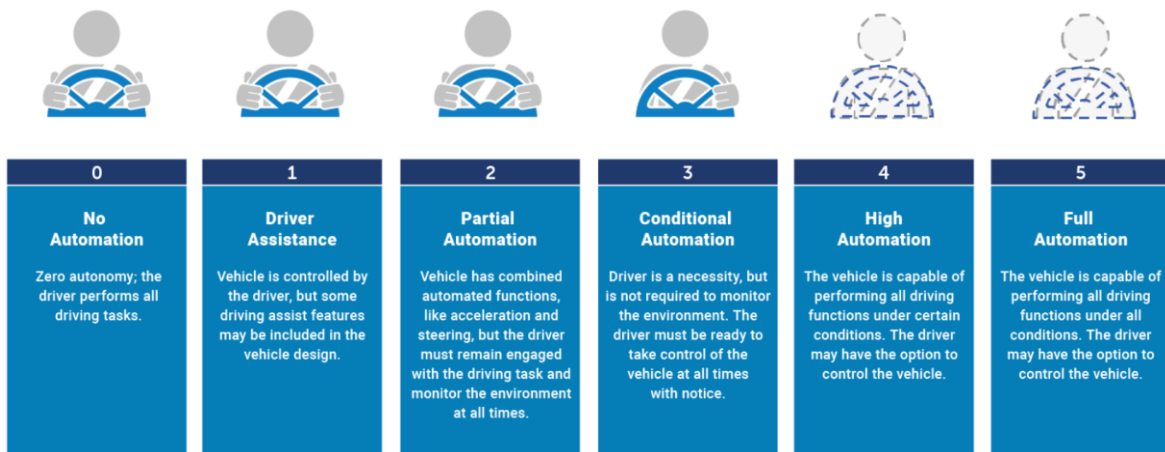 0
No
Automation
Zero autonomy; the
driver performs all
driving tasks.
1
Driver
Assistance
Vehicle is controlled by
the driver, but some
driving assist features
may be included in the
vehicle design.
2
Partial
Automation
Vehicle has combined
automated functions,
like acceleration and
steering, but the driver
must remain engaged
with the driving task and
monitor the environment
at all times.
3
Conditional
Automation
Driver is a necessity, but
is not required to monitor
the environment. The
driver must be ready to
take control of the
vehicle at all times
with notice.
4
High
Automation
The vehicle is capable of
performing all driving
functions under certain
conditions. The driver
may have the option to
control the vehicle.
5
Full
Automation
The vehicle is capable of
performing all driving
functions under all
conditions. The driver
may have the option to
control the vehicle.